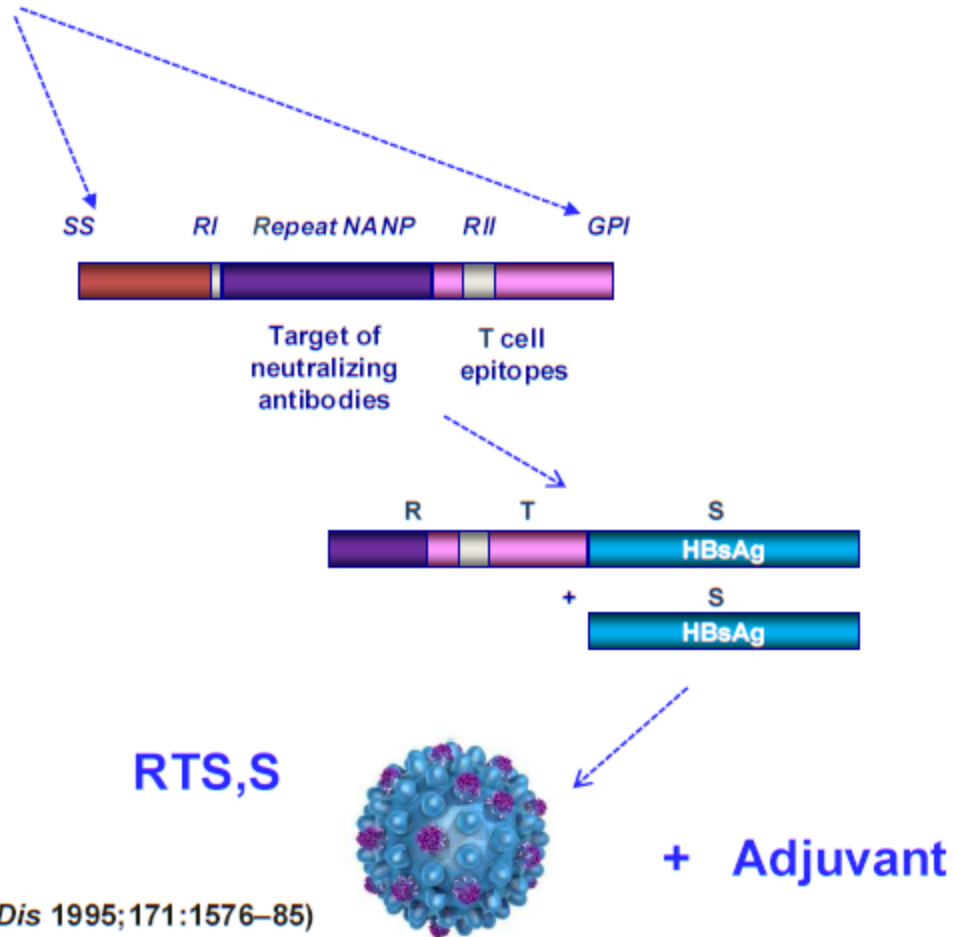 SS RI Repeat NANP RII GPI
Target of
neutralizing
antibodies
T cell
epitopes
R T S
HBsAg
+ S
HBsAg
RTS,S
+ Adjuvant
Dis 1995;171:1576–85)